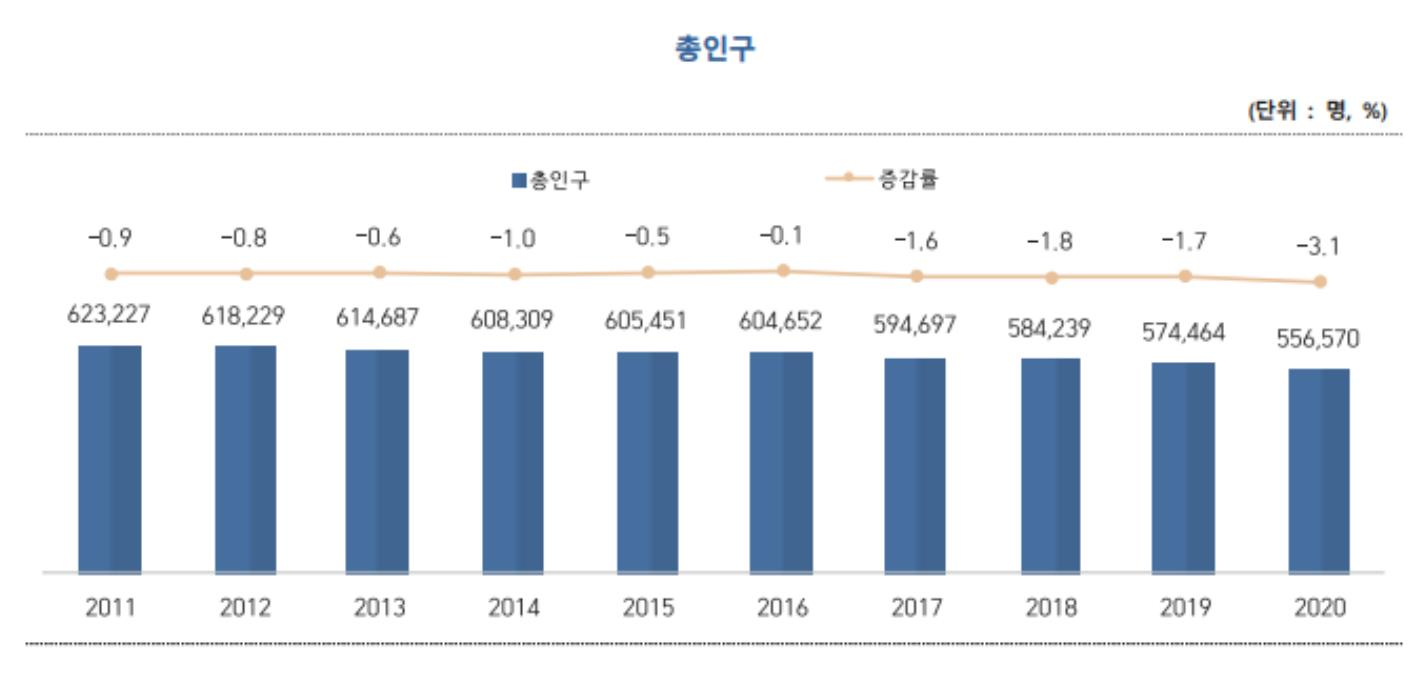 총인구
(단위 : 명, %)
총인구 증감률
-0.9 -0.8 -0.6 -1.0 -0.5 -0.1 -1.6 -1.8 -1.7 -3.1
623,227 618,229 614,687 608,309 605,451 604,652 594,697 584,239 574,464 556,570
2011 2012 2013 2014 2015 2016 2017 2018 2019 2020